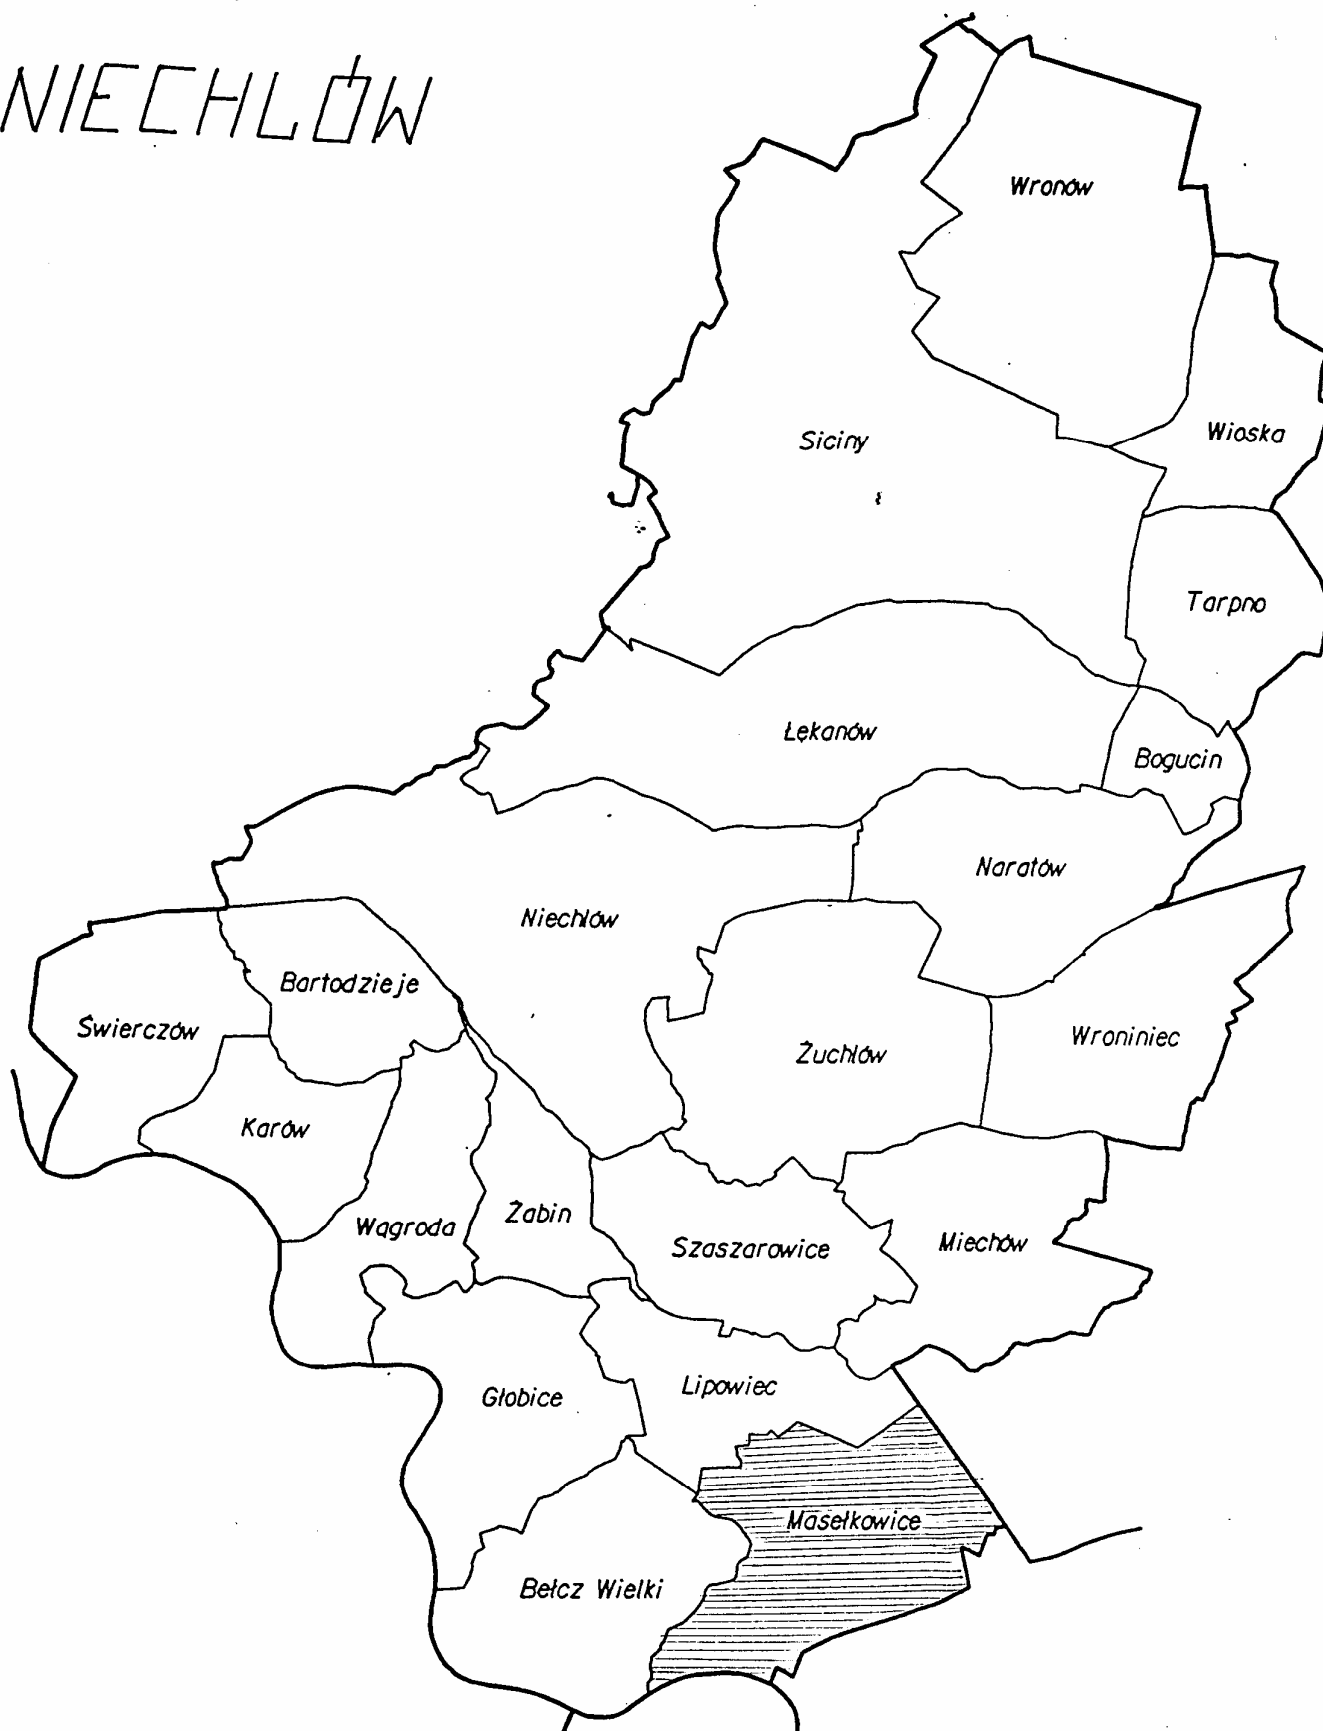 NIECHLÓW
Wronów
Siciny
Wioska
Tarpno
Łękanów
Bogucin
Naratów
Niechlów
Bartodzieje
Świerczów
Żuchlów
Wroniniec
Karów
Wągroda
Żabin
Szaszarowice
Miechów
Głobice
Lipowiec
Masełkowice
Bełcz Wielki